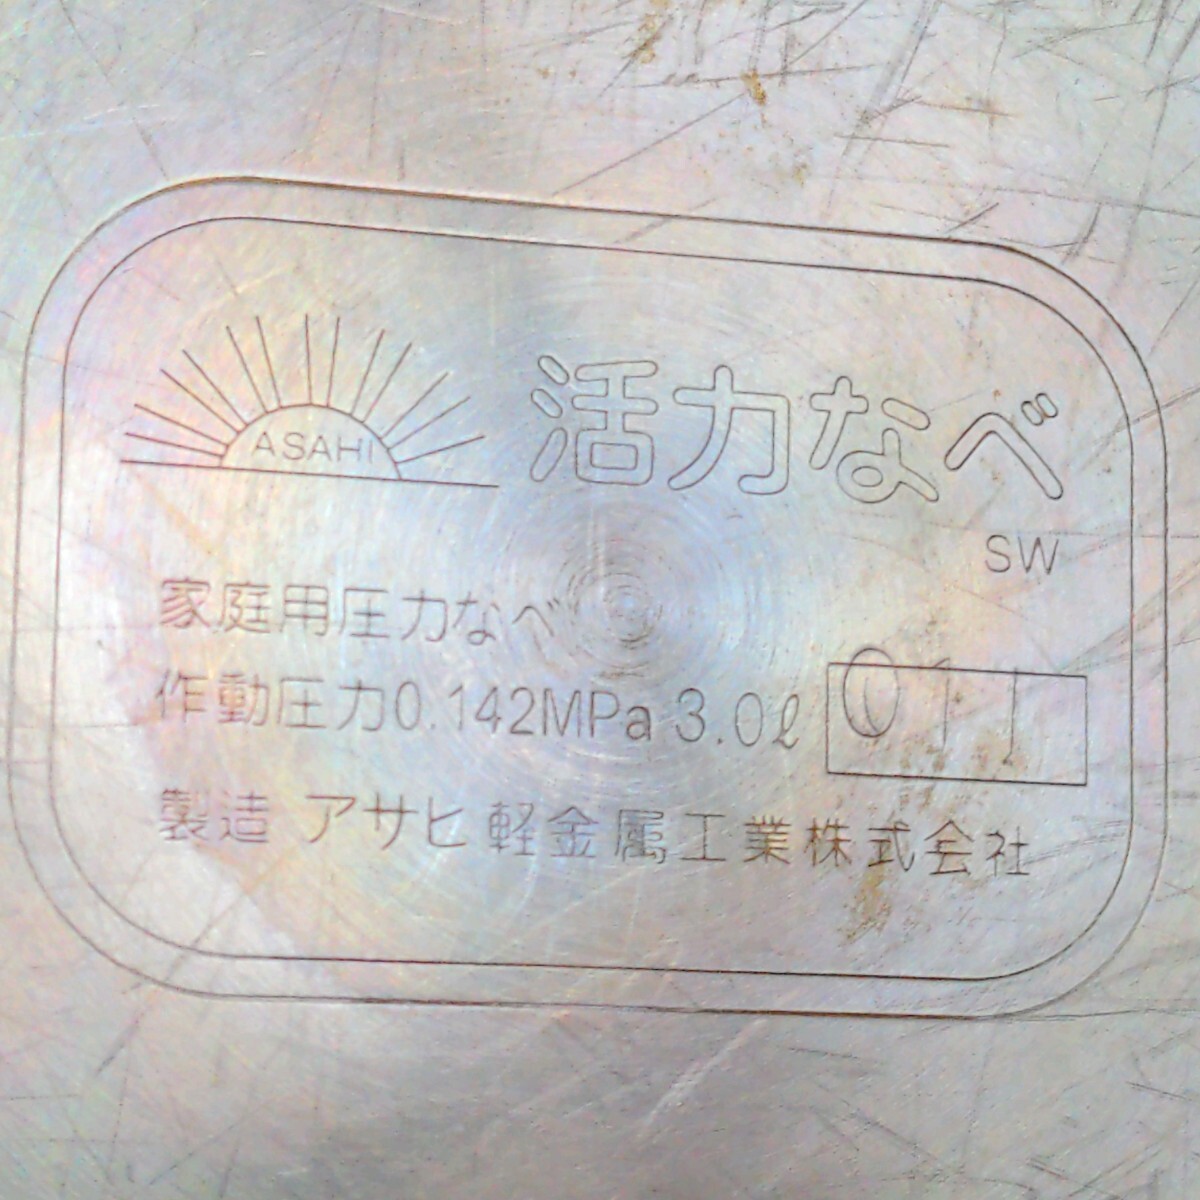 ASAHI 活力なべ
SW
家庭用圧力なべ
作動圧力0.142MPa 3.0ℓ 011
製造 アサヒ軽金属工業株式会社